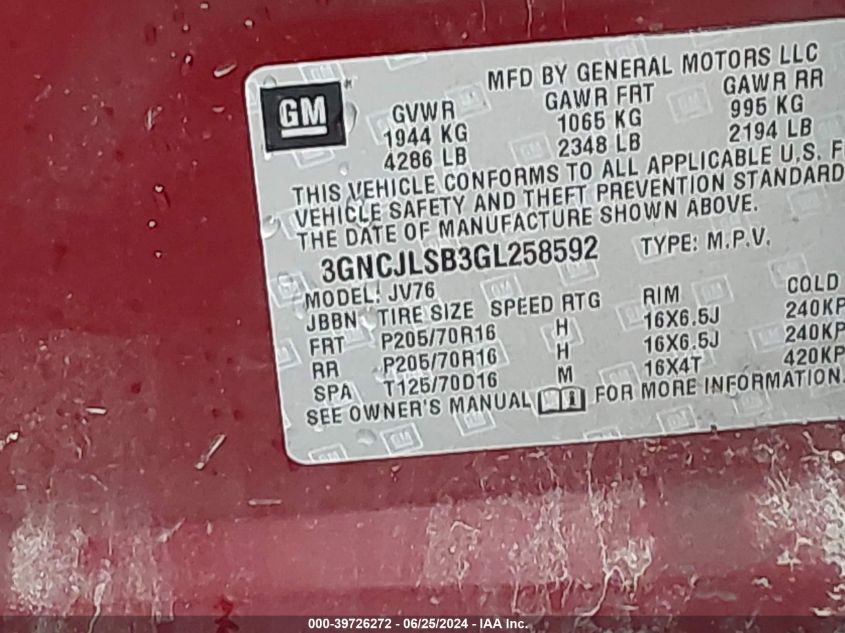 GM
MFD BY GENERAL MOTORS LLC
GVWR GAWR FRT GAWR RR
1944 KG 1065 KG 995 KG
4286 LB 2348 LB 2194 LB
THIS VEHICLE CONFORMS TO ALL APPLICABLE U.S. F
VEHICLE SAFETY AND THEFT PREVENTION STANDARD
THE DATE OF MANUFACTURE SHOWN ABOVE.
3GNCJLSB3GL258592 TYPE: M.P.V.
MODEL: JV76
JBBN TIRE SIZE SPEED RTG RIM COLD
FRT P205/70R16 H 16X6.5J 240KP
RR P205/70R16 H 16X6.5J 240KP
SPA T125/70D16 M 16X4T 420KP
SEE OWNER'S MANUAL FOR MORE INFORMATION.
000-39726272 - 06/25/2024 - IAA Inc.